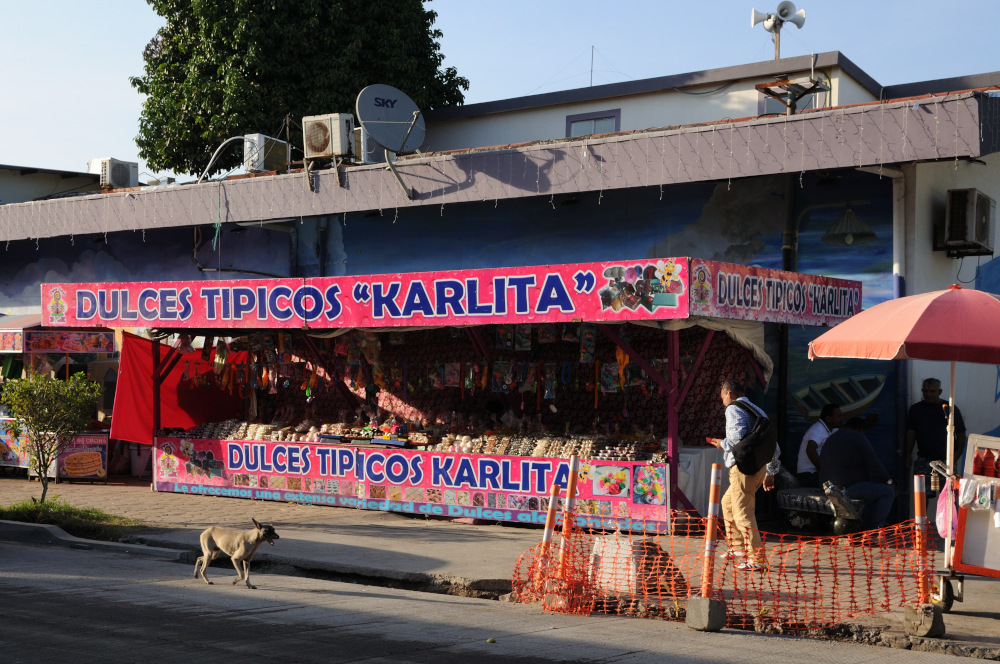 SKY
DULCES TIPICOS “KARLITA”
DULCES TIPICOS “KARLITA”
DULCES TIPICOS KARLITA
Le ofrecemos una extensa variedad de Dulces